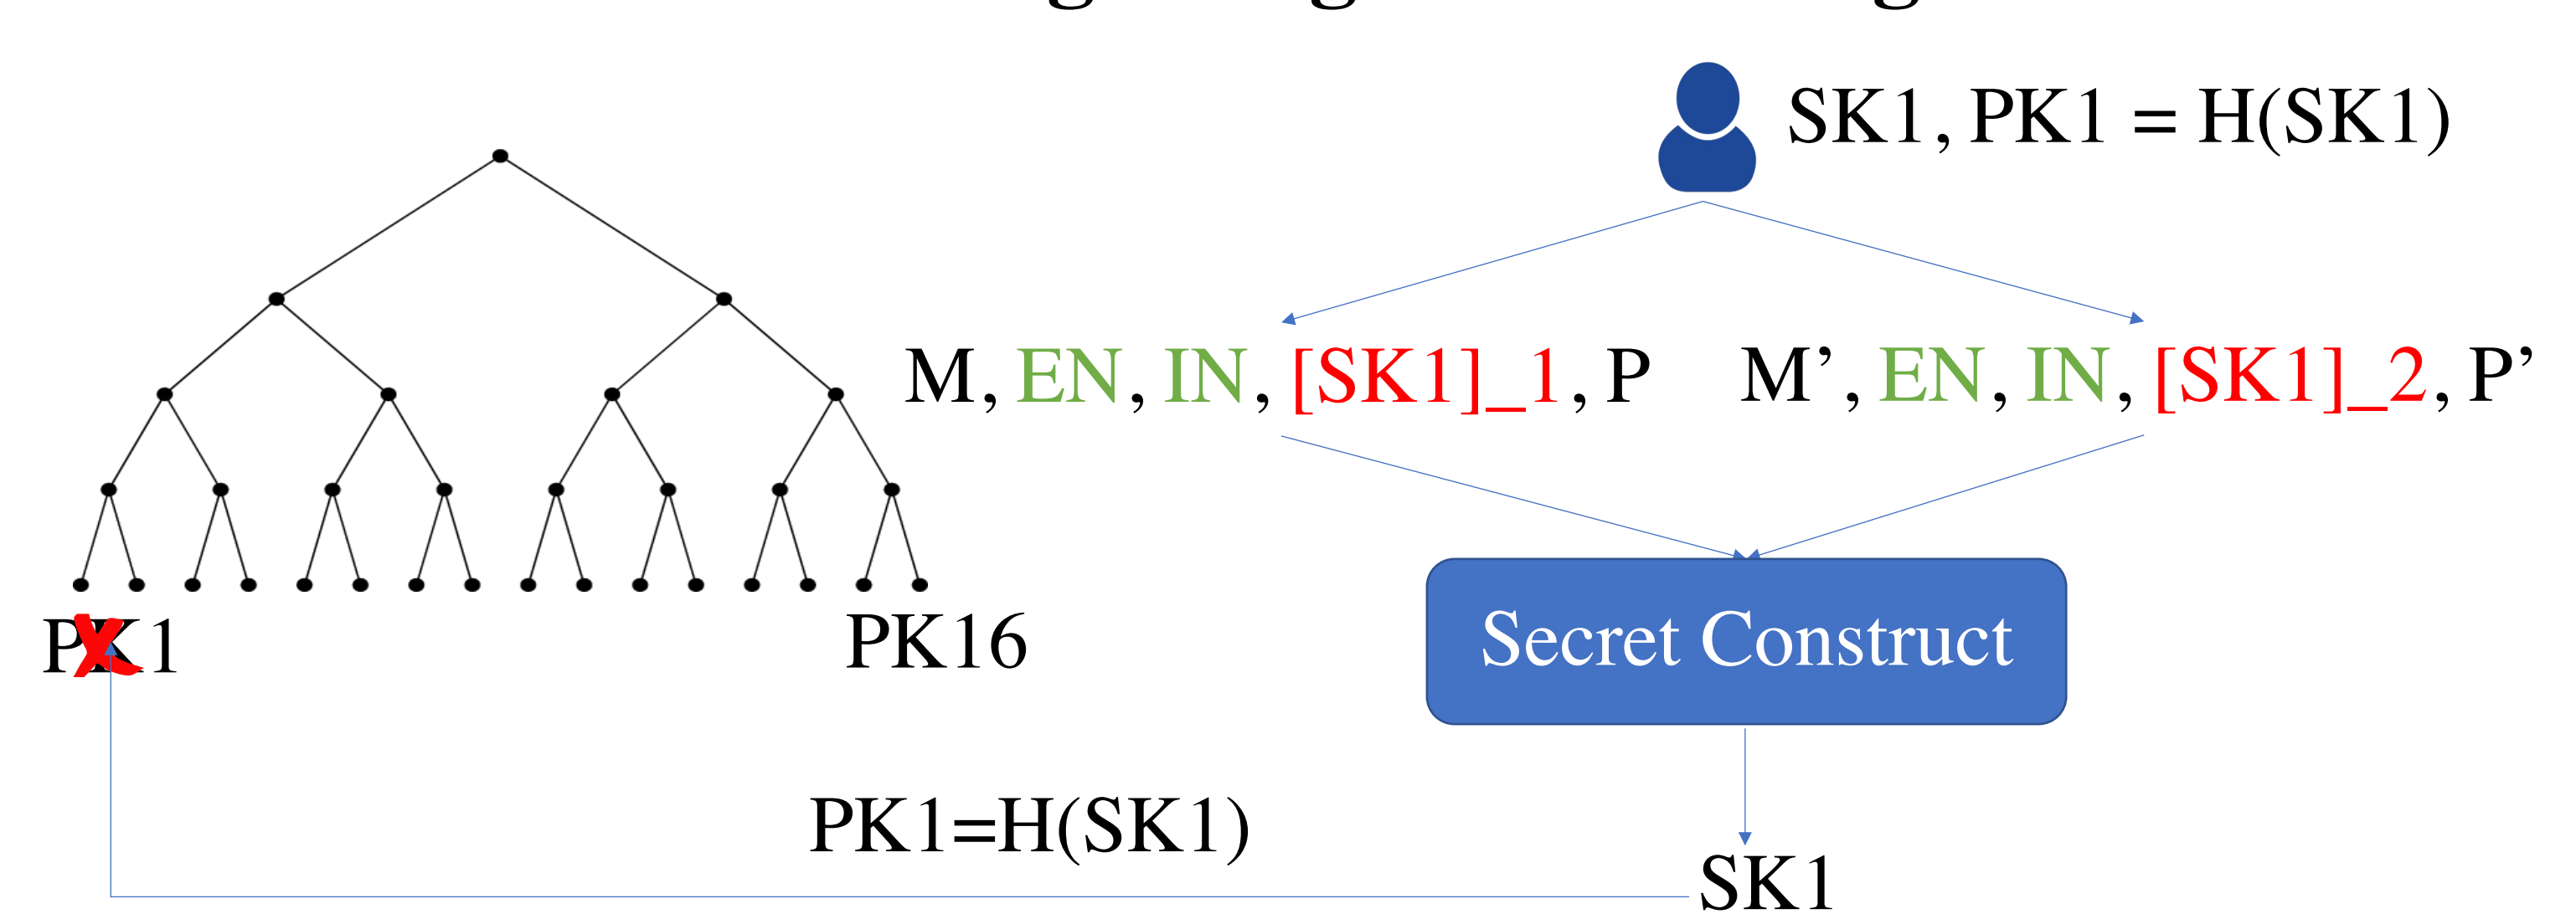 SK1, PK1 = H(SK1)
M, EN, IN, [SK1]_1, P
M’, EN, IN, [SK1]_2, P’
PK1
PK16
Secret Construct
PK1=H(SK1)
SK1